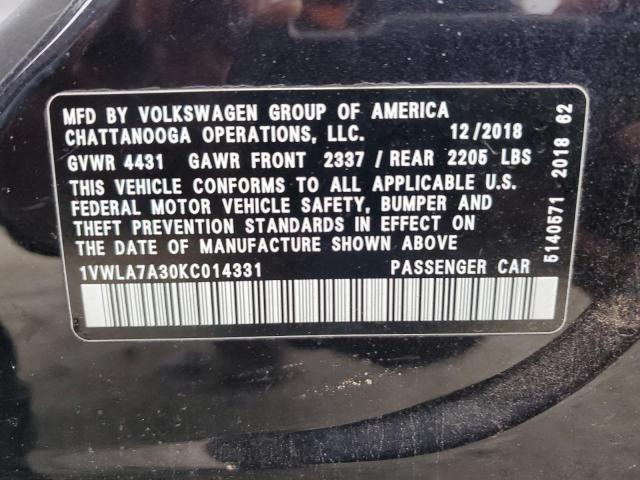 MFD BY VOLKSWAGEN GROUP OF AMERICA
CHATTANOOGA OPERATIONS, LLC. 12/2018
GVWR 4431 GAWR FRONT 2337 / REAR 2205 LBS
THIS VEHICLE CONFORMS TO ALL APPLICABLE U.S.
FEDERAL MOTOR VEHICLE SAFETY, BUMPER AND
THEFT PREVENTION STANDARDS IN EFFECT ON
THE DATE OF MANUFACTURE SHOWN ABOVE
1VWLA7A30KC014331 PASSENGER CAR
5140571 2018 62